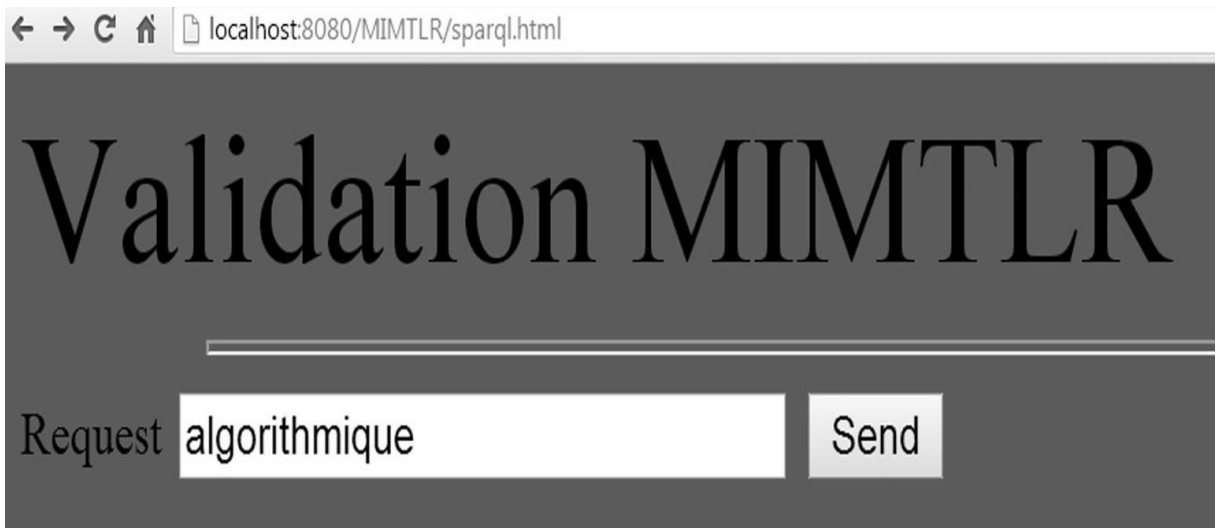 localhost:8080/MIMTLR/sparql.html
Validation MIMTLR
Request algorithmique Send